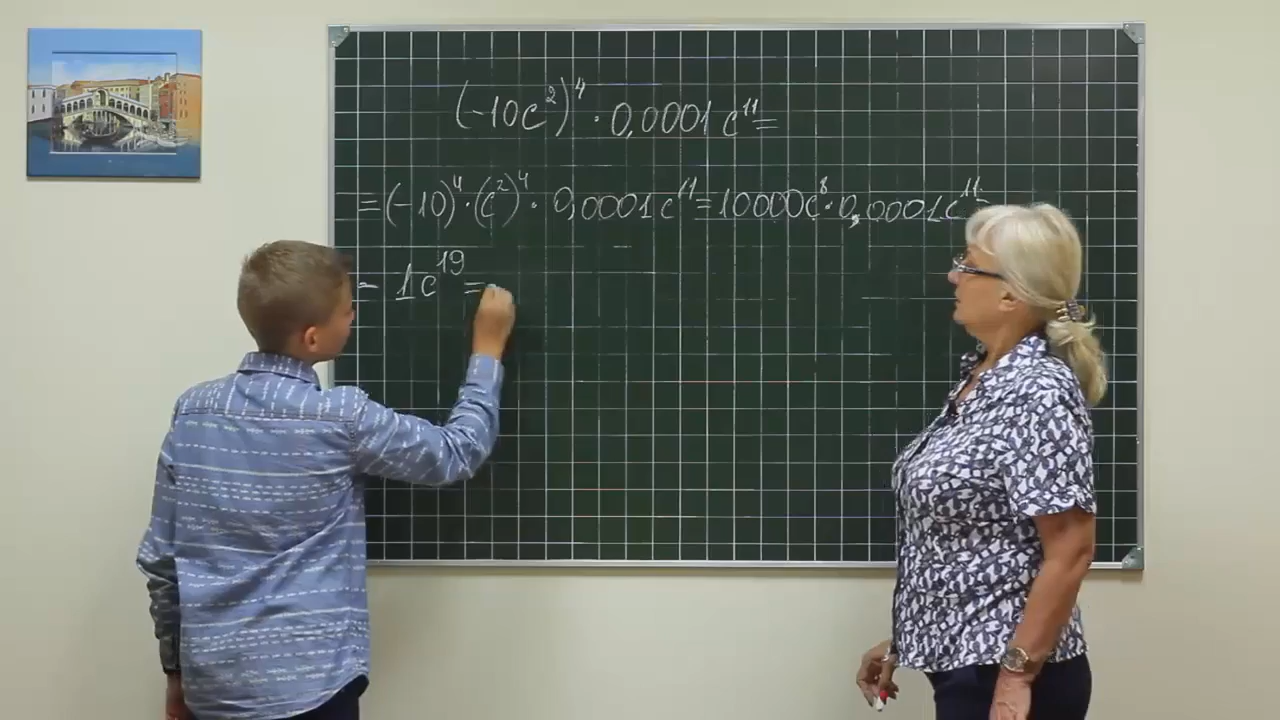 (-10c²)⁴ · 0,0001c¹¹ =
= (-10)⁴ · (c²)⁴ · 0,0001c¹¹ = 10000c⁸ · 0,0001c¹¹ =
= 1c¹⁹ =